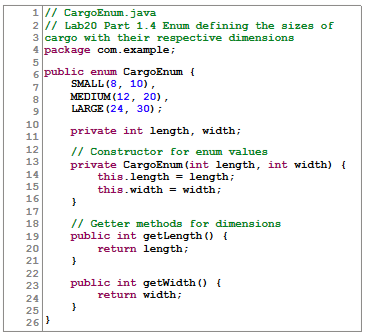 1 // CargoEnum.java
2 // Lab20 Part 1.4 Enum defining the sizes of
3 cargo with their respective dimensions
4 package com.example;
5
6 public enum CargoEnum {
7     SMALL(8, 10),
8     MEDIUM(12, 20),
9     LARGE(24, 30);
10
11     private int length, width;
12
13     // Constructor for enum values
14     private CargoEnum(int length, int width) {
15         this.length = length;
16         this.width = width;
17     }
18
19     // Getter methods for dimensions
20     public int getLength() {
21         return length;
22     }
23
24     public int getWidth() {
25         return width;
26     }
}